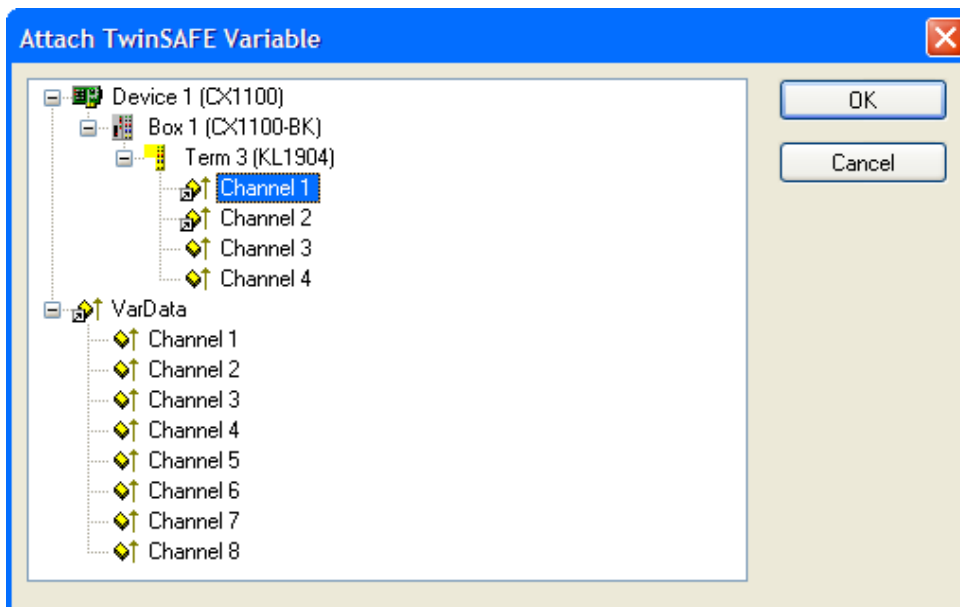 Attach TwinSAFE Variable
Device 1 (CX1100)
Box 1 (CX1100-BK)
Term 3 (KL1904)
Channel 1
Channel 2
Channel 3
Channel 4
VarData
Channel 1
Channel 2
Channel 3
Channel 4
Channel 5
Channel 6
Channel 7
Channel 8
OK
Cancel